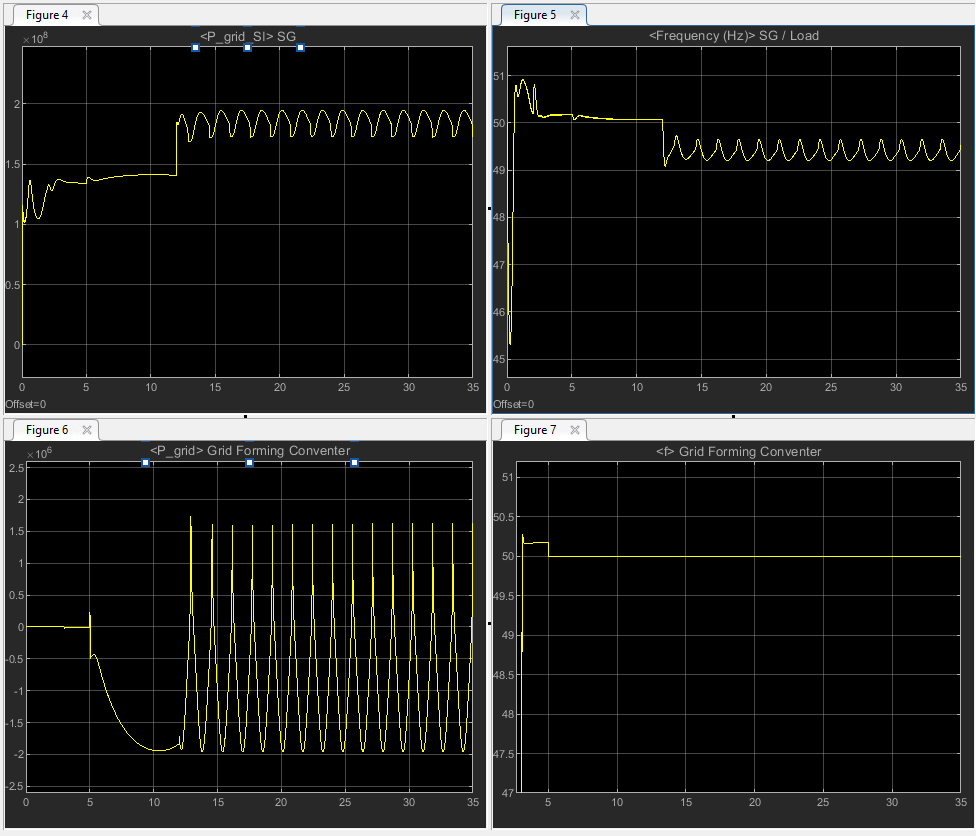 Figure 4
<P_grid_SI> SG
×10^8
2
1.5
1
0.5
0
0 5 10 15 20 25 30 35
Offset=0
Figure 5
<Frequency (Hz)> SG / Load
51
50
49
48
47
46
45
0 5 10 15 20 25 30 35
Offset=0
Figure 6
<P_grid> Grid Forming Conventer
×10^6
2.5
2
1.5
1
0.5
0
-0.5
-1
-1.5
-2
-2.5
0 5 10 15 20 25 30 35
Figure 7
<f> Grid Forming Conventer
51
50.5
50
49.5
49
48.5
48
47.5
47
5 10 15 20 25 30 35